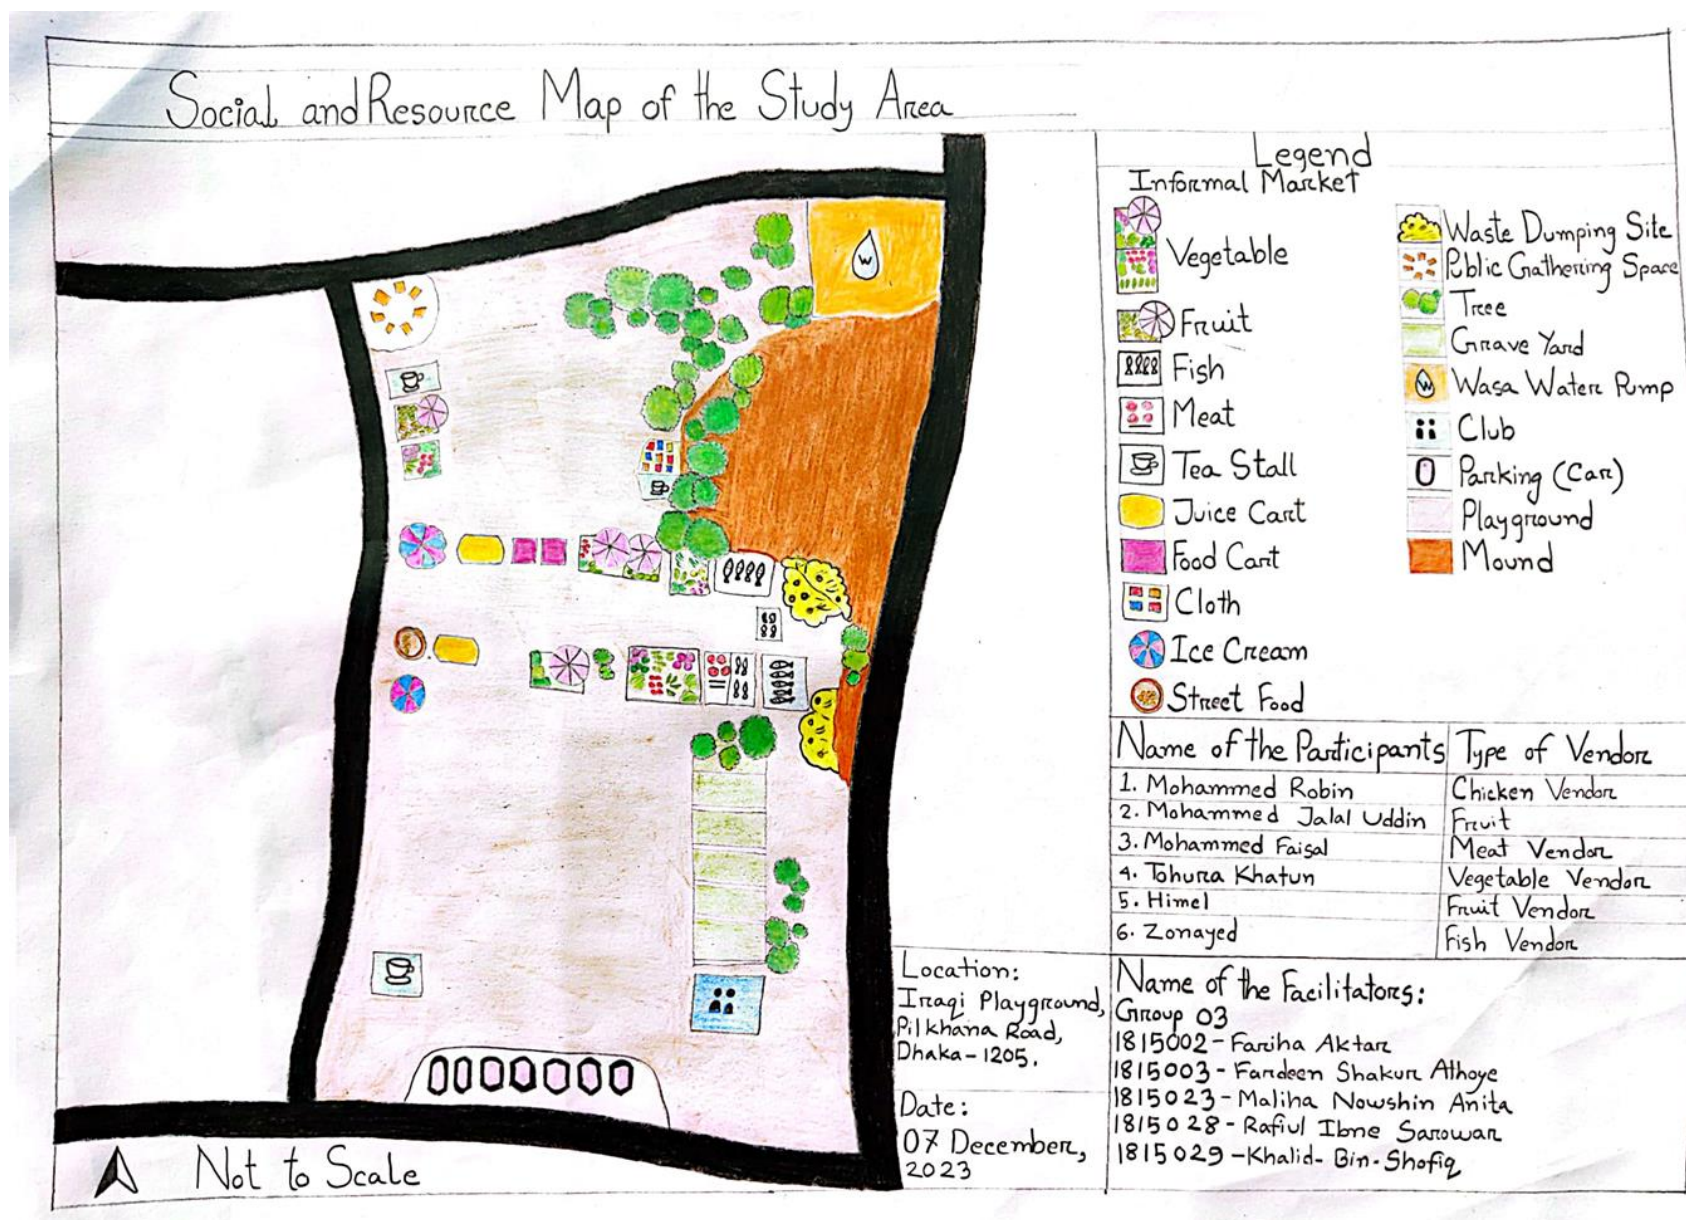 Social and Resource Map of the Study Area
Legend
Informal Market
Vegetable
Fruit
Fish
Meat
Tea Stall
Juice Cart
Food Cart
Cloth
Ice Cream
Street Food
Waste Dumping Site
Public Gathering Space
Tree
Grave Yard
Wasa Water Pump
Club
Parking (Car)
Playground
Mound
W
W
Name of the Participants Type of Vendor
1. Mohammed Robin Chicken Vendor
2. Mohammed Jalal Uddin Fruit
3. Mohammed Faisal Meat Vendor
4. Tohura Khatun Vegetable Vendor
5. Himel Fruit Vendor
6. Zonayed Fish Vendor
Location:
Iraqi Playground,
Pilkhana Road,
Dhaka-1205.
Date:
07 December,
2023
Name of the Facilitators:
Group 03
1815002-Fariha Aktar
1815003-Fardeen Shakur Athoye
1815023-Maliha Nowshin Anita
1815028-Rafiul Ibne Sarowar
1815029-Khalid-Bin-Shofiq
Not to Scale